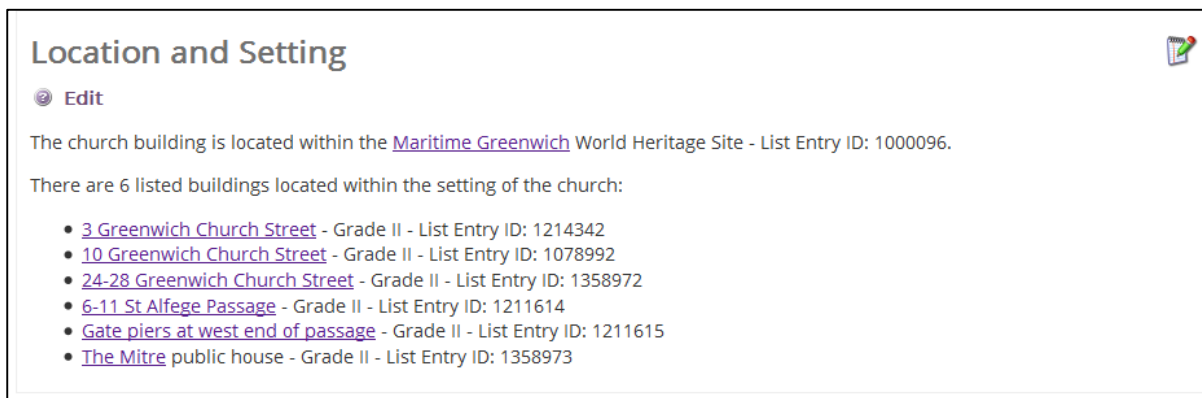 Location and Setting
Edit
The church building is located within the Maritime Greenwich World Heritage Site - List Entry ID: 1000096.
There are 6 listed buildings located within the setting of the church:
• 3 Greenwich Church Street - Grade II - List Entry ID: 1214342
• 10 Greenwich Church Street - Grade II - List Entry ID: 1078992
• 24-28 Greenwich Church Street - Grade II - List Entry ID: 1358972
• 6-11 St Alfege Passage - Grade II - List Entry ID: 1211614
• Gate piers at west end of passage - Grade II - List Entry ID: 1211615
• The Mitre public house - Grade II - List Entry ID: 1358973